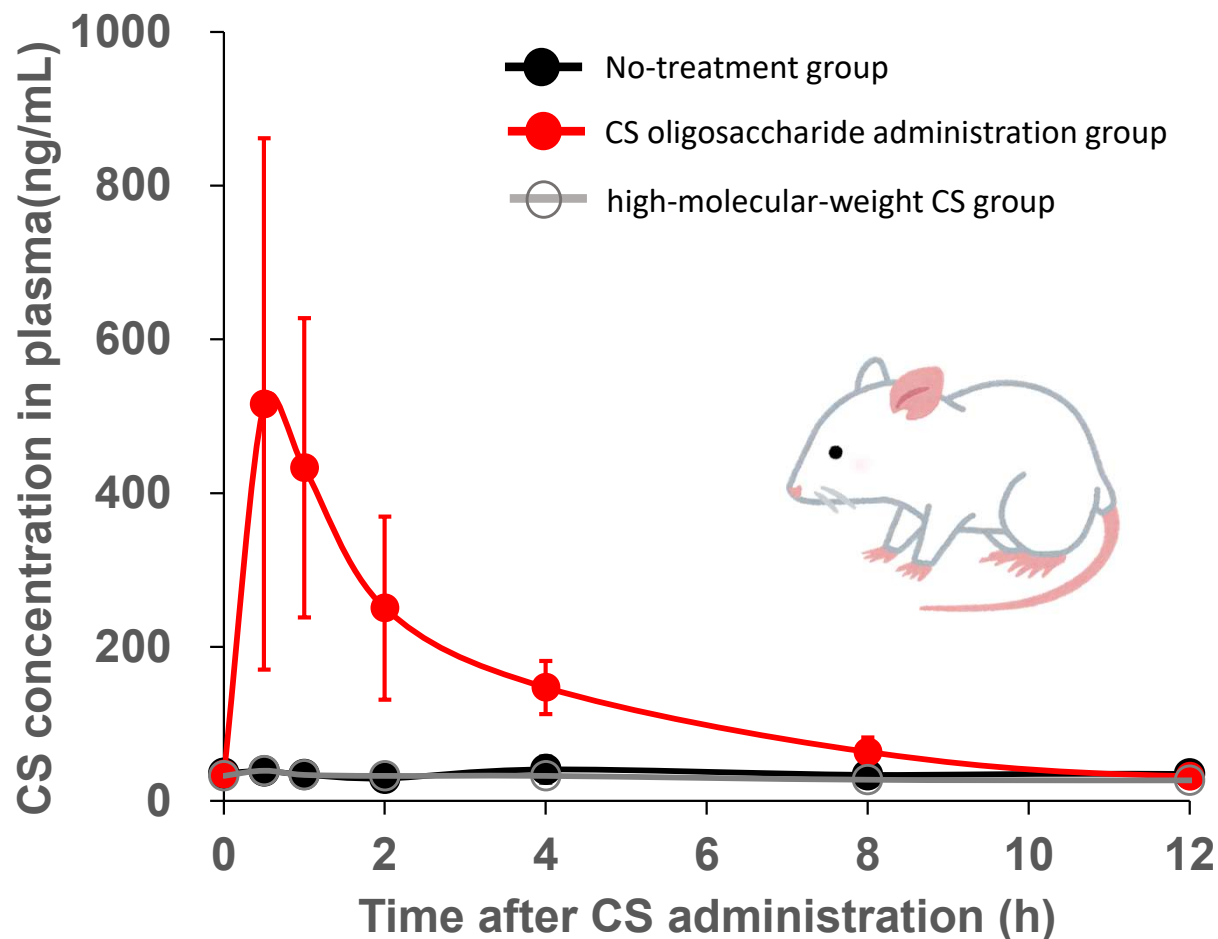 CS concentration in plasma(ng/mL)
1000
800
600
400
200
0
No-treatment group
CS oligosaccharide administration group
high-molecular-weight CS group
0 2 4 6 8 10 12
Time after CS administration (h)